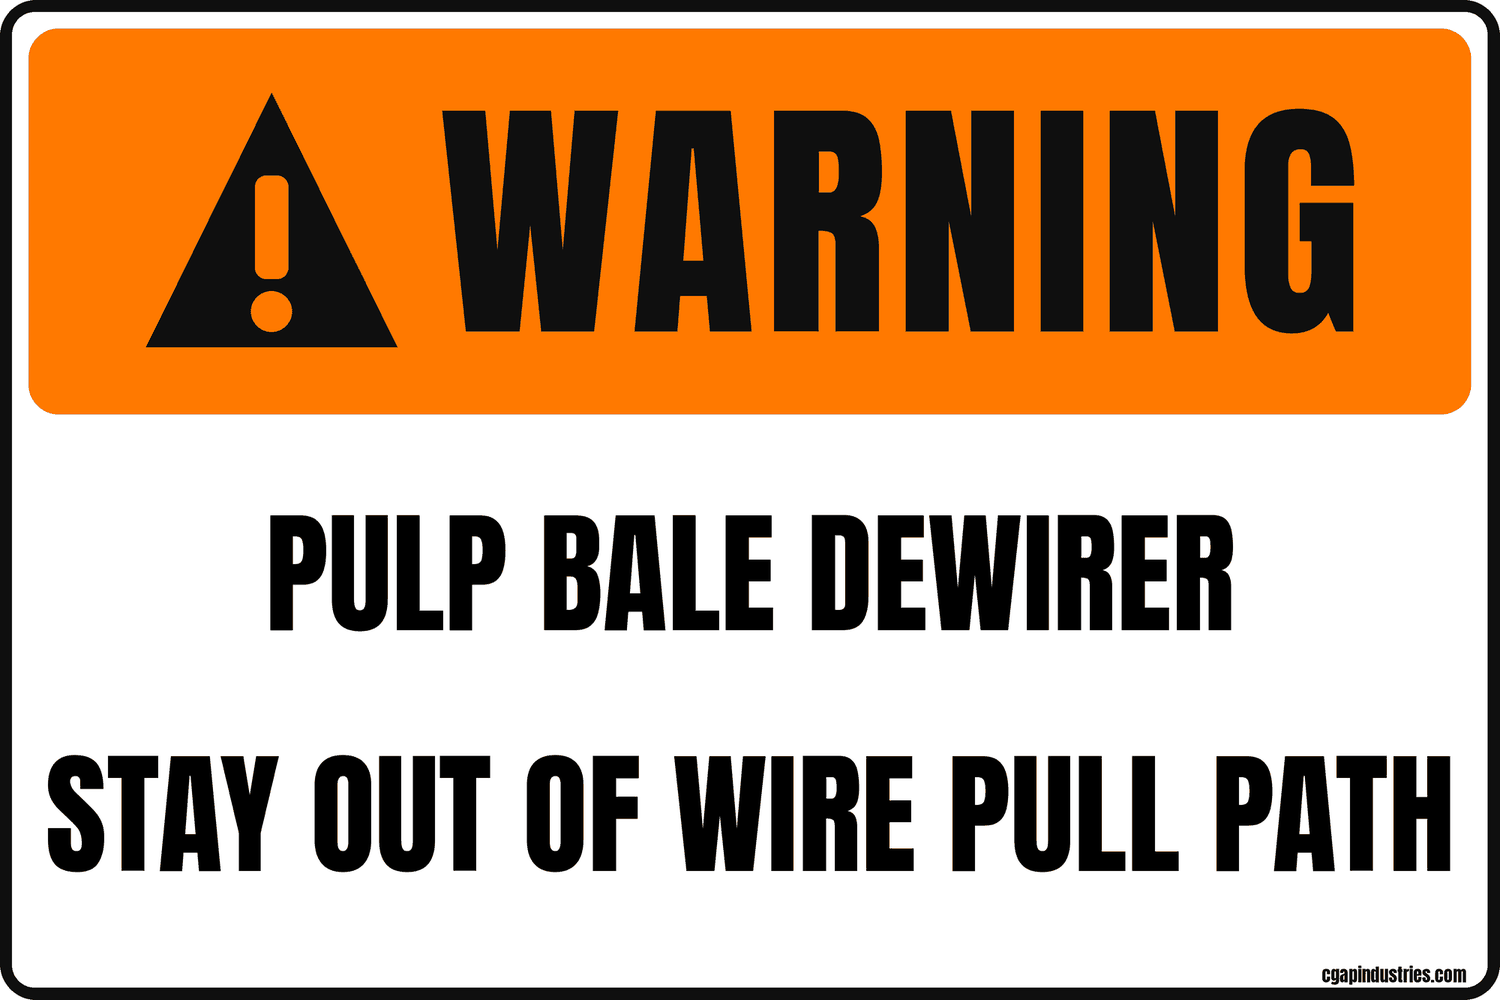 WARNING
PULP BALE DEWIRER
STAY OUT OF WIRE PULL PATH
cgapindustries.com